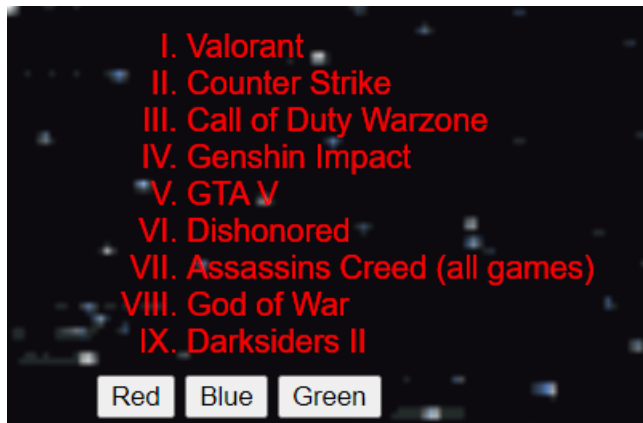 I. Valorant
II. Counter Strike
III. Call of Duty Warzone
IV. Genshin Impact
V. GTA V
VI. Dishonored
VII. Assassins Creed (all games)
VIII. God of War
IX. Darksiders II
Red Blue Green